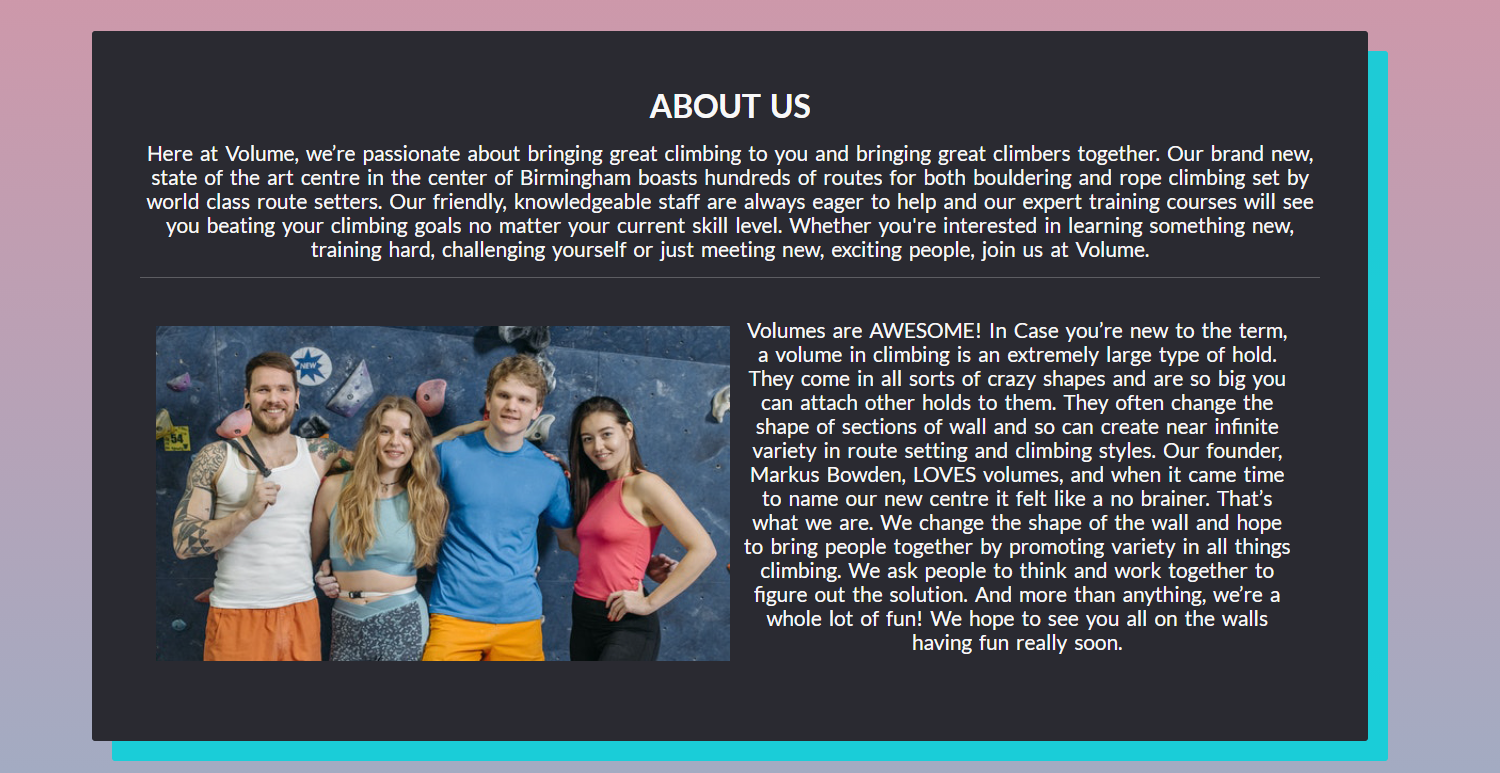 ABOUT US
Here at Volume, we’re passionate about bringing great climbing to you and bringing great climbers together. Our brand new,
state of the art centre in the center of Birmingham boasts hundreds of routes for both bouldering and rope climbing set by
world class route setters. Our friendly, knowledgeable staff are always eager to help and our expert training courses will see
you beating your climbing goals no matter your current skill level. Whether you're interested in learning something new,
training hard, challenging yourself or just meeting new, exciting people, join us at Volume.
NEW
54
Volumes are AWESOME! In Case you’re new to the term,
a volume in climbing is an extremely large type of hold.
They come in all sorts of crazy shapes and are so big you
can attach other holds to them. They often change the
shape of sections of wall and so can create near infinite
variety in route setting and climbing styles. Our founder,
Markus Bowden, LOVES volumes, and when it came time
to name our new centre it felt like a no brainer. That’s
what we are. We change the shape of the wall and hope
to bring people together by promoting variety in all things
climbing. We ask people to think and work together to
figure out the solution. And more than anything, we’re a
whole lot of fun! We hope to see you all on the walls
having fun really soon.